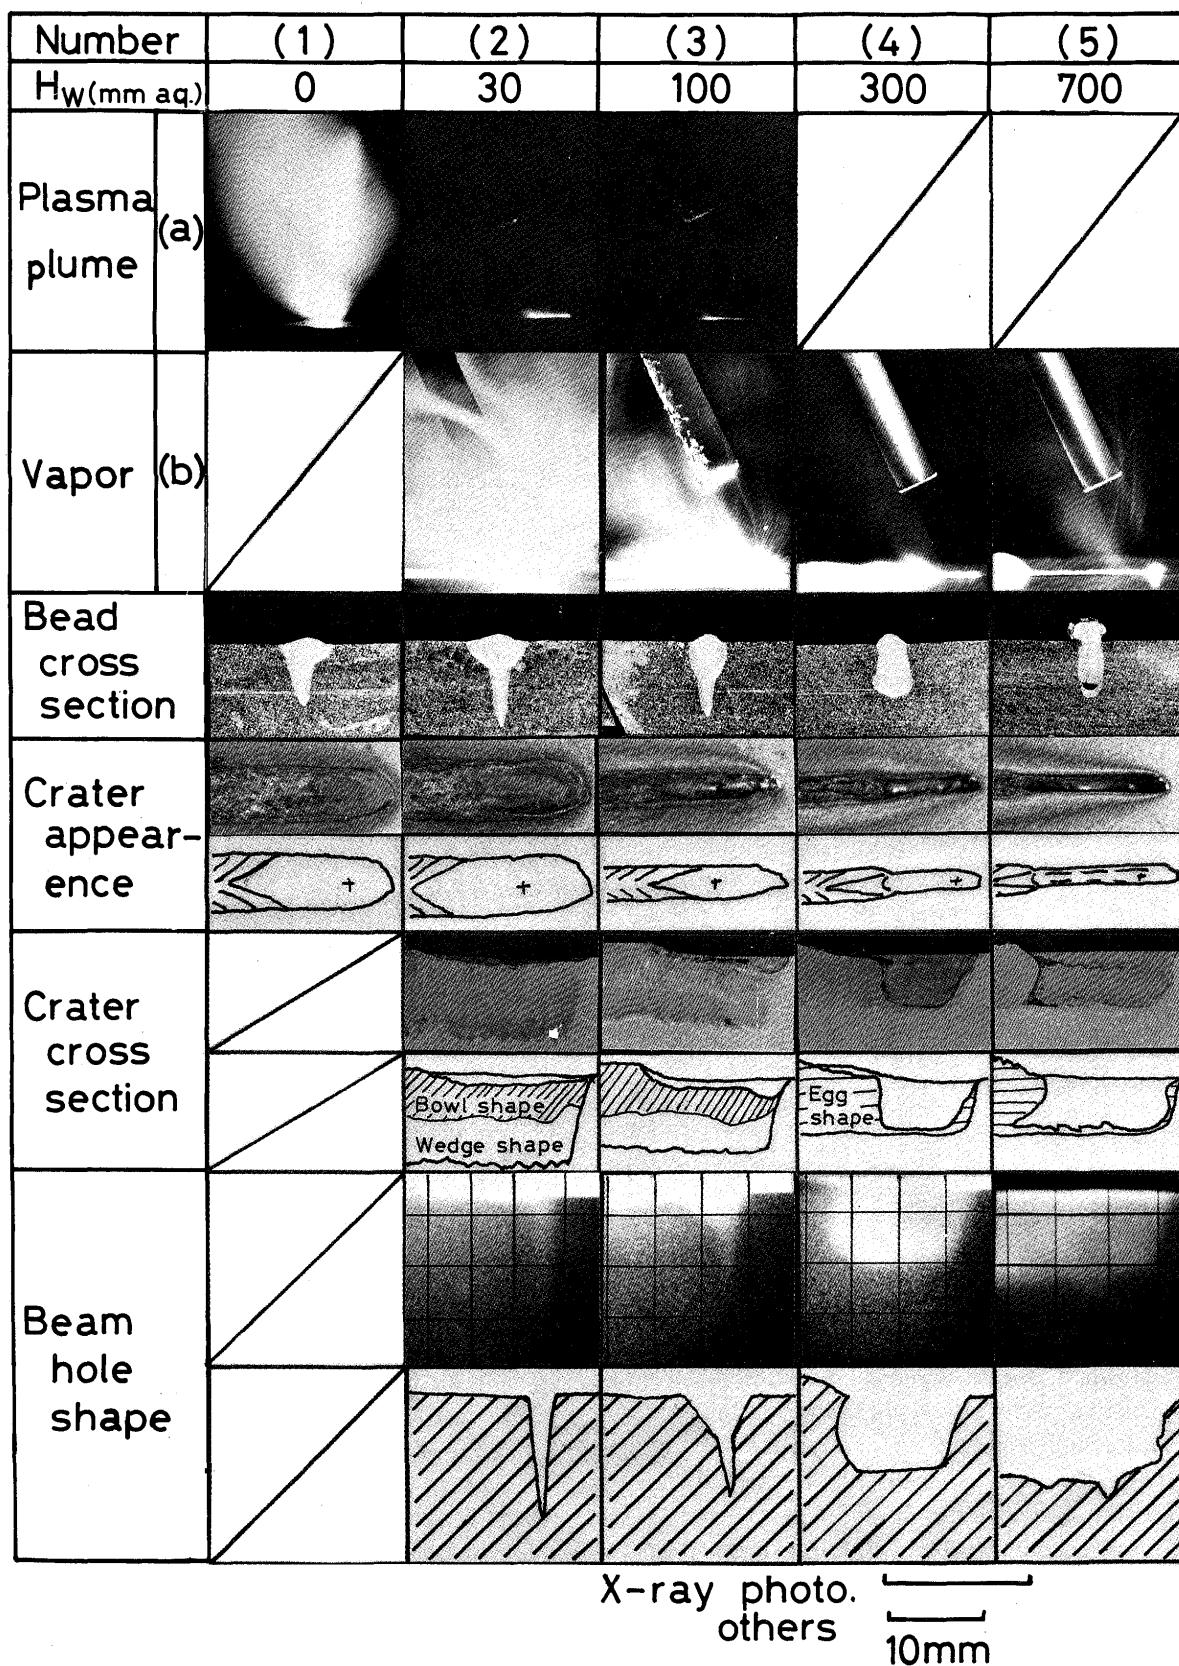 Number (1) (2) (3) (4) (5)
HW(mm aq.) 0 30 100 300 700
Plasma
plume
(a)
Vapor (b)
Bead
cross
section
Crater
appear-
ence
Crater
cross
section
Bowl shape
Wedge shape
Egg
shape
Beam
hole
shape
X-ray photo.
others
10mm